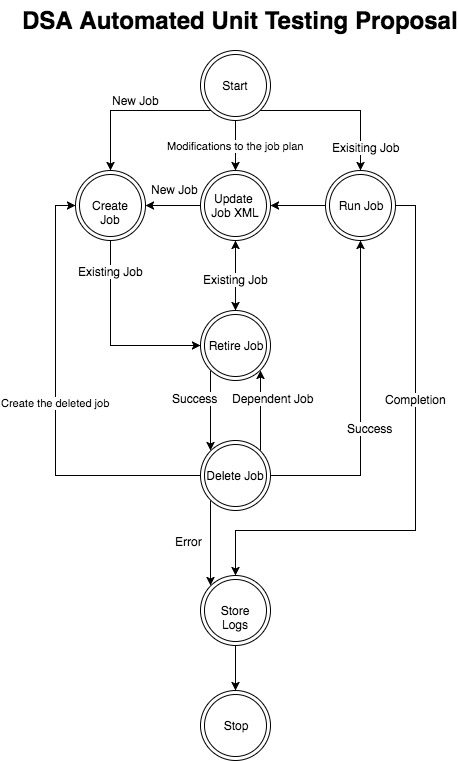 DSA Automated Unit Testing Proposal
Start
New Job
Modifications to the job plan
Exisiting Job
Create
Job
New Job
Update
Job XML
Run Job
Existing Job
Existing Job
Retire Job
Success
Dependent Job
Completion
Create the deleted job
Success
Delete Job
Error
Store
Logs
Stop